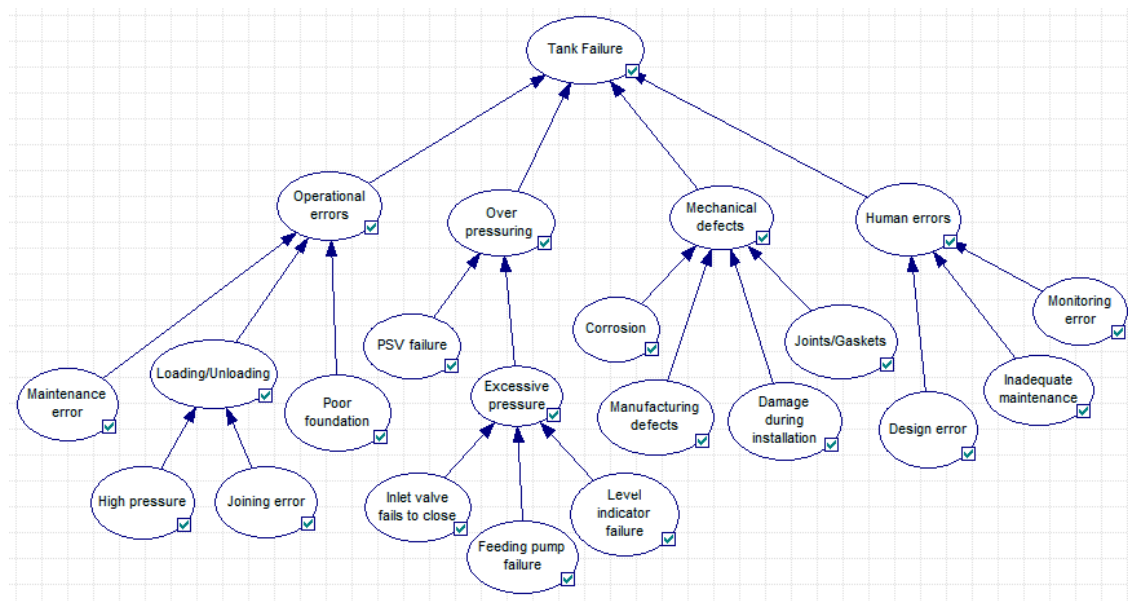 Tank Failure
Operational
errors
Over
pressuring
Mechanical
defects
Human errors
PSV failure
Corrosion
Joints/Gaskets
Monitoring
error
Maintenance
error
Loading/Unloading
Poor
foundation
Excessive
pressure
Manufacturing
defects
Damage
during
installation
Design error
Inadequate
maintenance
High pressure
Joining error
Inlet valve
fails to close
Feeding pump
failure
Level
indicator
failure